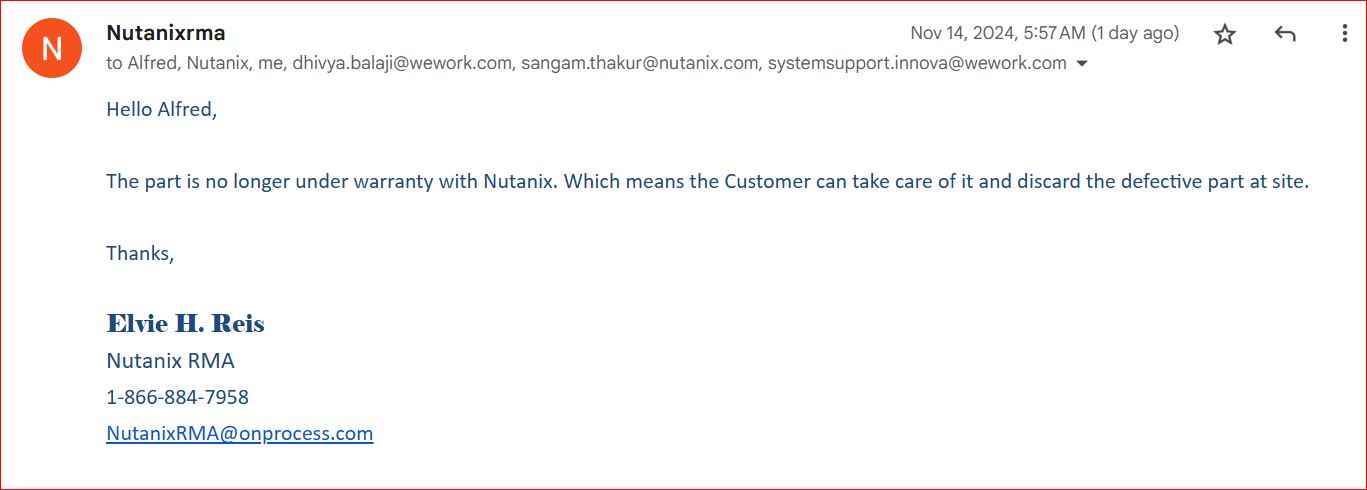 Nutanixrma
Nov 14, 2024, 5:57 AM (1 day ago)
to Alfred, Nutanix, me, dhivya.balaji@wework.com, sangam.thakur@nutanix.com, systemsupport.innova@wework.com
N
Hello Alfred,
The part is no longer under warranty with Nutanix. Which means the Customer can take care of it and discard the defective part at site.
Thanks,
Elvie H. Reis
Nutanix RMA
1-866-884-7958
NutanixRMA@onprocess.com